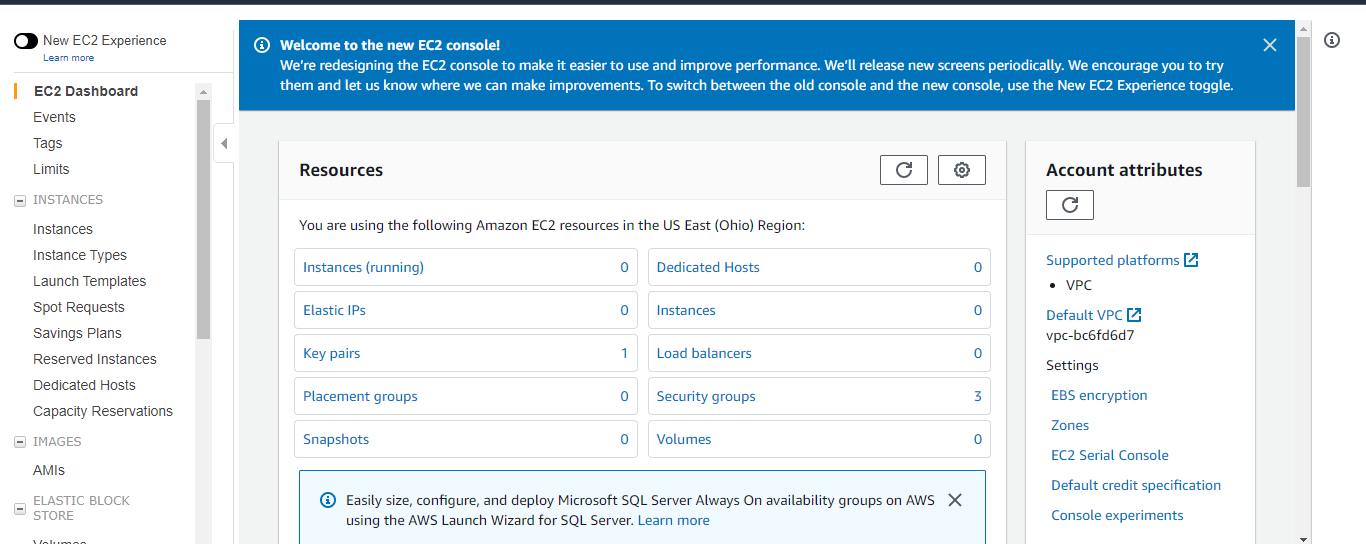 New EC2 Experience
Learn more
EC2 Dashboard
Events
Tags
Limits
INSTANCES
Instances
Instance Types
Launch Templates
Spot Requests
Savings Plans
Reserved Instances
Dedicated Hosts
Capacity Reservations
IMAGES
AMIs
ELASTIC BLOCK
STORE
Volumes
Welcome to the new EC2 console!
We're redesigning the EC2 console to make it easier to use and improve performance. We'll release new screens periodically. We encourage you to try
them and let us know where we can make improvements. To switch between the old console and the new console, use the New EC2 Experience toggle.
Resources
You are using the following Amazon EC2 resources in the US East (Ohio) Region:
Instances (running) 0
Dedicated Hosts 0
Elastic IPs 0
Instances 0
Key pairs 1
Load balancers 0
Placement groups 0
Security groups 3
Snapshots 0
Volumes 0
Easily size, configure, and deploy Microsoft SQL Server Always On availability groups on AWS
using the AWS Launch Wizard for SQL Server. Learn more
Account attributes
Supported platforms
• VPC
Default VPC
vpc-bc6fd6d7
Settings
EBS encryption
Zones
EC2 Serial Console
Default credit specification
Console experiments